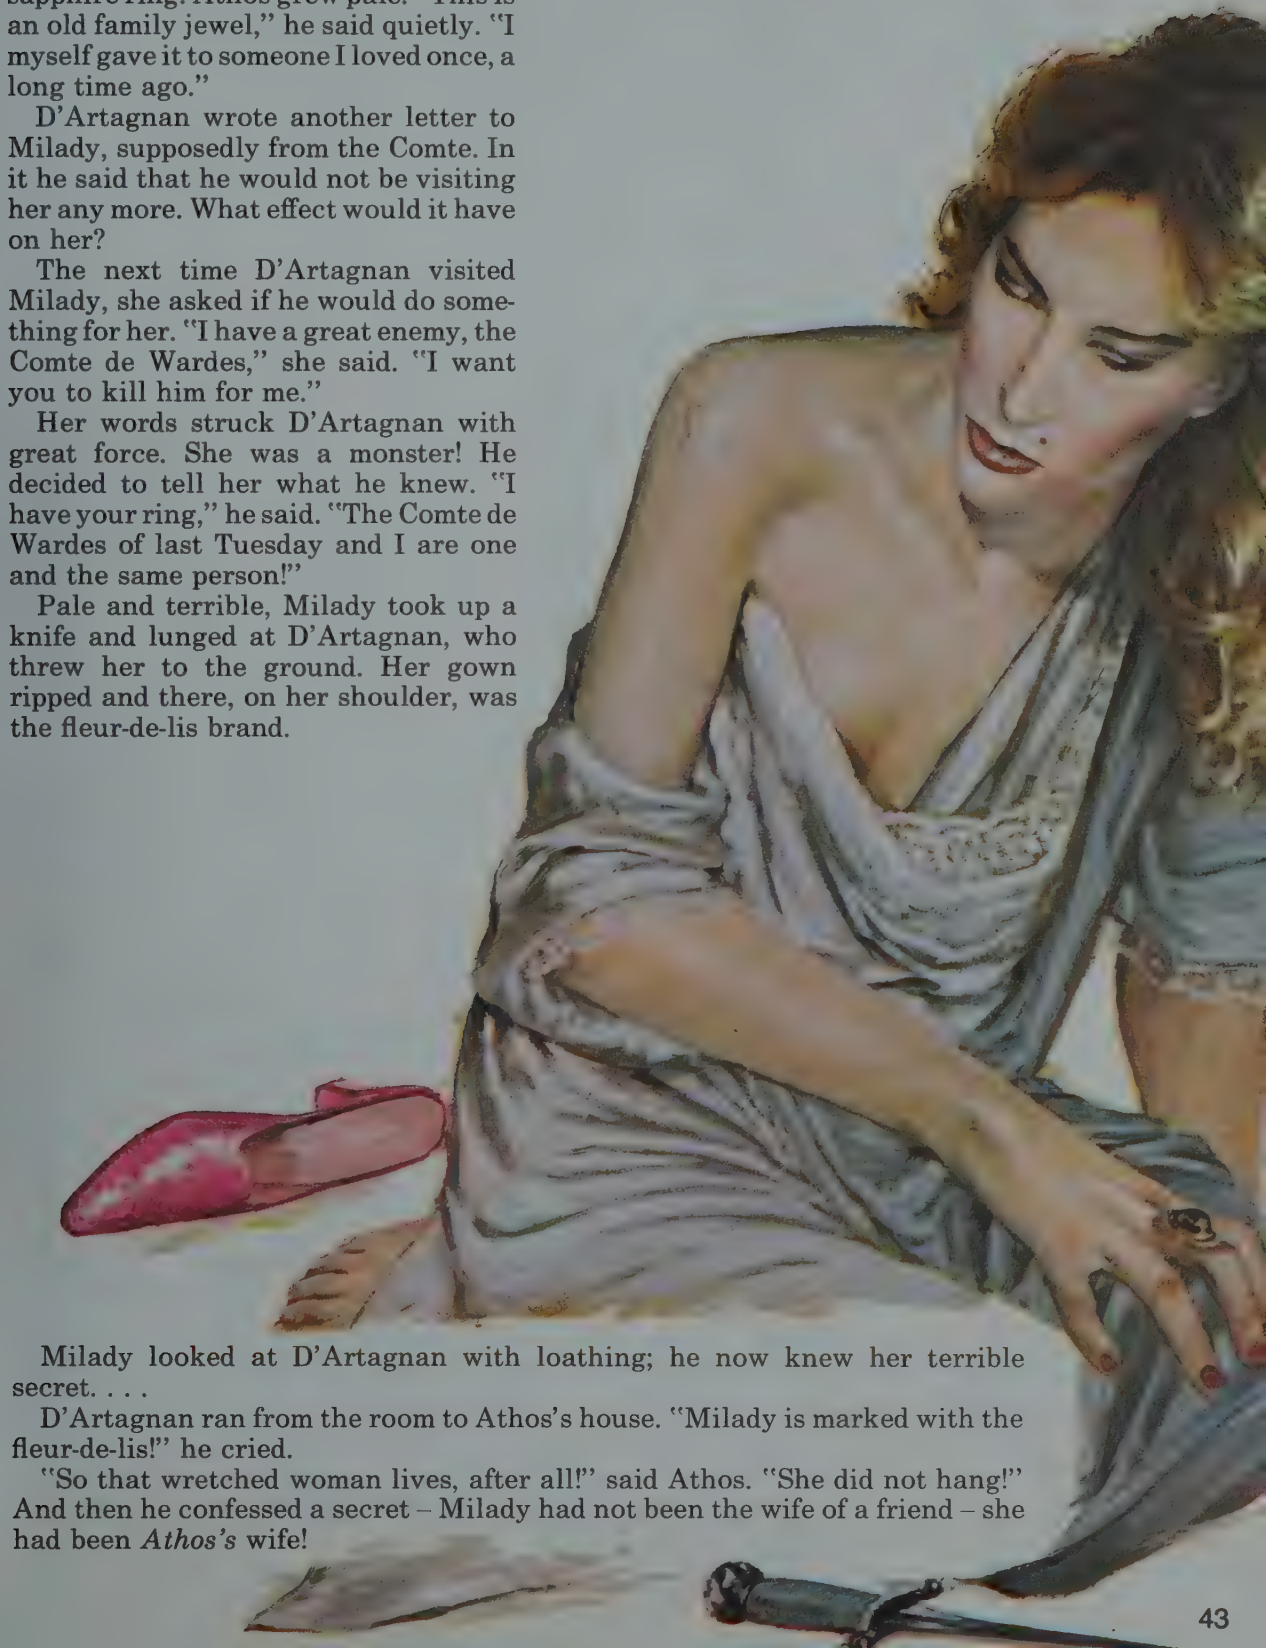 sapphire ring. Athos grew pale. "This is
an old family jewel," he said quietly. "I
myself gave it to someone I loved once, a
long time ago."
D'Artagnan wrote another letter to
Milady, supposedly from the Comte. In
it he said that he would not be visiting
her any more. What effect would it have
on her?
The next time D'Artagnan visited
Milady, she asked if he would do some-
thing for her. "I have a great enemy, the
Comte de Wardes," she said. "I want
you to kill him for me."
Her words struck D'Artagnan with
great force. She was a monster! He
decided to tell her what he knew. "I
have your ring," he said. "The Comte de
Wardes of last Tuesday and I are one
and the same person!"
Pale and terrible, Milady took up a
knife and lunged at D'Artagnan, who
threw her to the ground. Her gown
ripped and there, on her shoulder, was
the fleur-de-lis brand.
Milady looked at D'Artagnan with loathing; he now knew her terrible
secret. . . .
D'Artagnan ran from the room to Athos's house. "Milady is marked with the
fleur-de-lis!" he cried.
"So that wretched woman lives, after all!" said Athos. "She did not hang!"
And then he confessed a secret – Milady had not been the wife of a friend – she
had been Athos's wife!
43